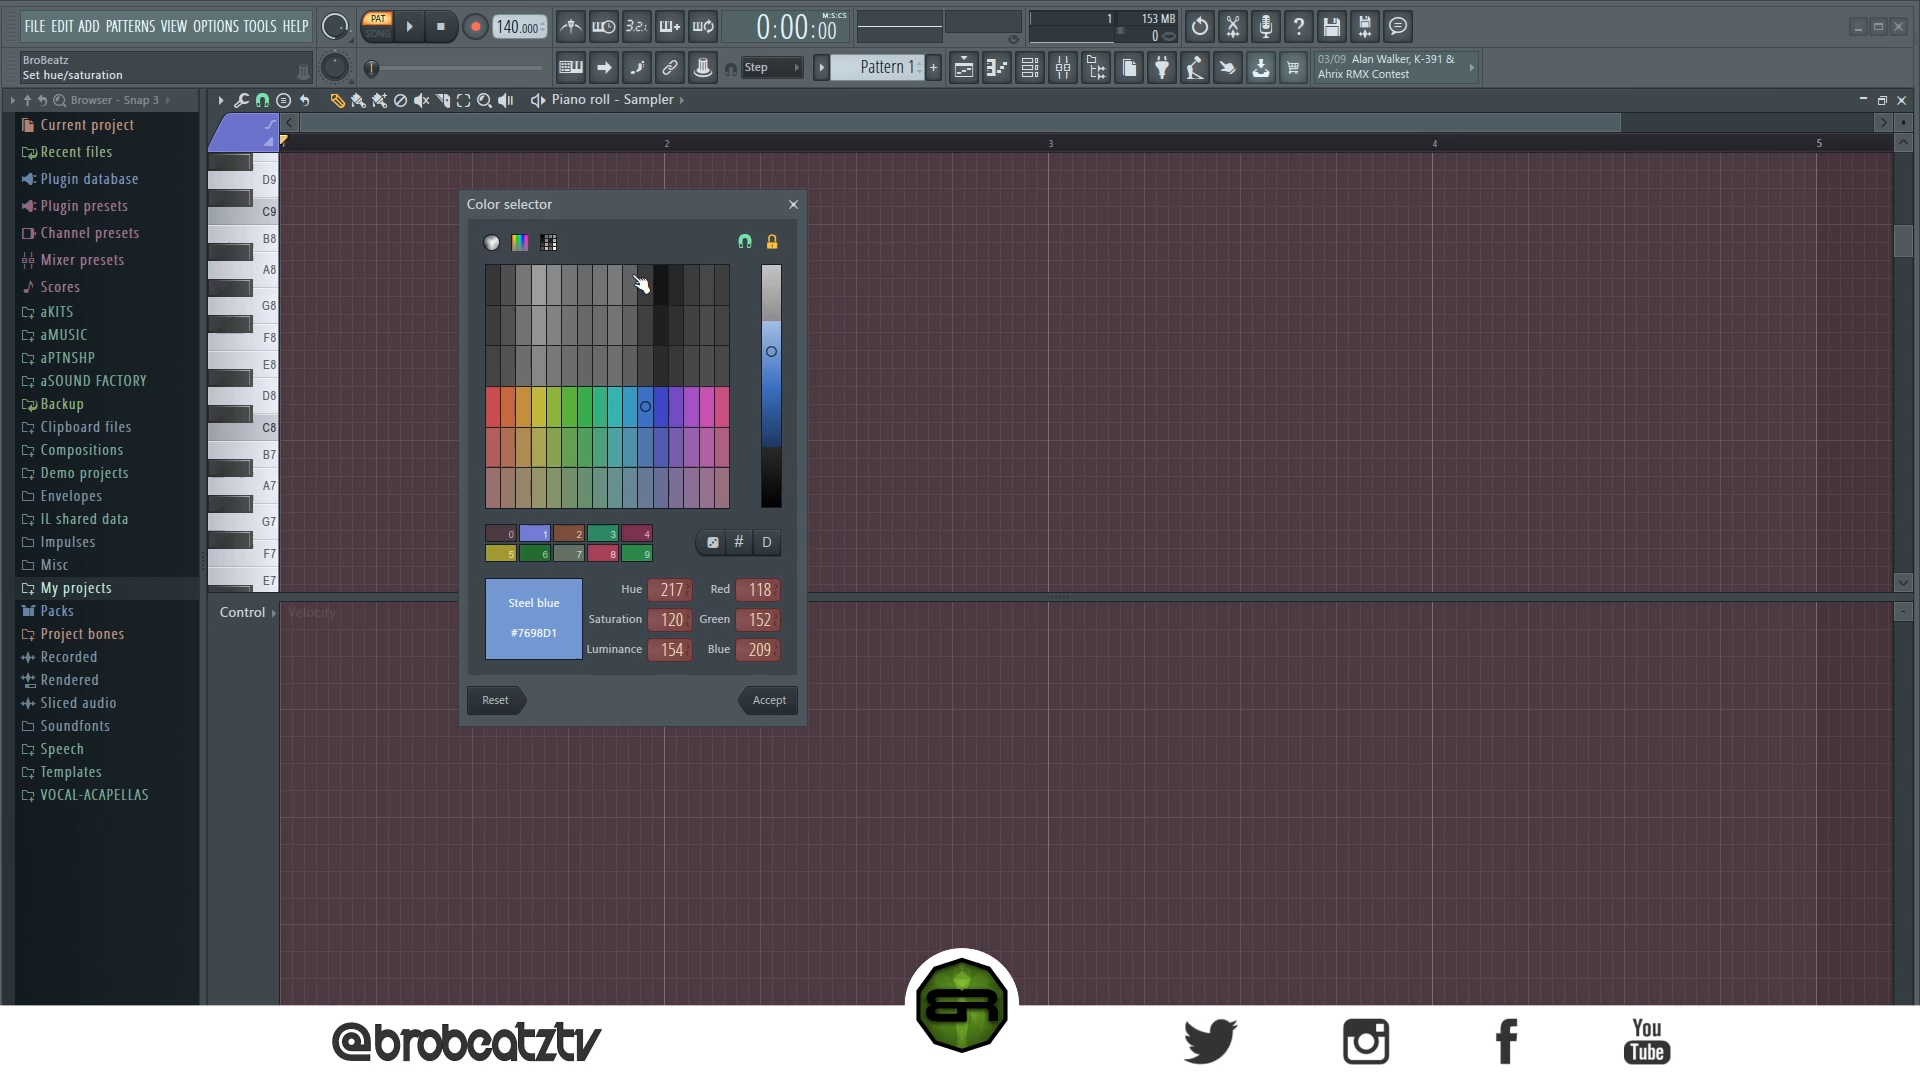 FILE EDIT ADD PATTERNS VIEW OPTIONS TOOLS HELP
PAT
SONG
140.000
3.2.
0:00:00
M:S:CS
1
153 MB
0
BroBeatz
Set hue/saturation
Step
Pattern 1
+
03/09 Alan Walker, K-391 &
Ahrix RMX Contest
Browser - Snap 3
Piano roll - Sampler
Current project
Recent files
Plugin database
Plugin presets
Channel presets
Mixer presets
Scores
aKITS
aMUSIC
aPTNSHP
aSOUND FACTORY
Backup
Clipboard files
Compositions
Demo projects
Envelopes
IL shared data
Impulses
Misc
My projects
Packs
Project bones
Recorded
Rendered
Sliced audio
Soundfonts
Speech
Templates
VOCAL-ACAPELLAS
2
3
4
5
D9
C9
B8
A8
G8
F8
E8
D8
C8
B7
A7
G7
F7
E7
Control
Velocity
Color selector
0 1 2 3 4
5 6 7 8 9
# D
Steel blue
#7698D1
Hue 217 Red 118
Saturation 120 Green 152
Luminance 154 Blue 209
Reset
Accept
@brobeatztv
BR
You
Tube